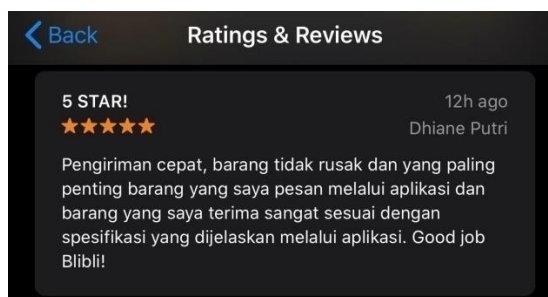 Back
Ratings & Reviews
5 STAR!
12h ago
Dhiane Putri
Pengiriman cepat, barang tidak rusak dan yang paling
penting barang yang saya pesan melalui aplikasi dan
barang yang saya terima sangat sesuai dengan
spesifikasi yang dijelaskan melalui aplikasi. Good job
Blibli!